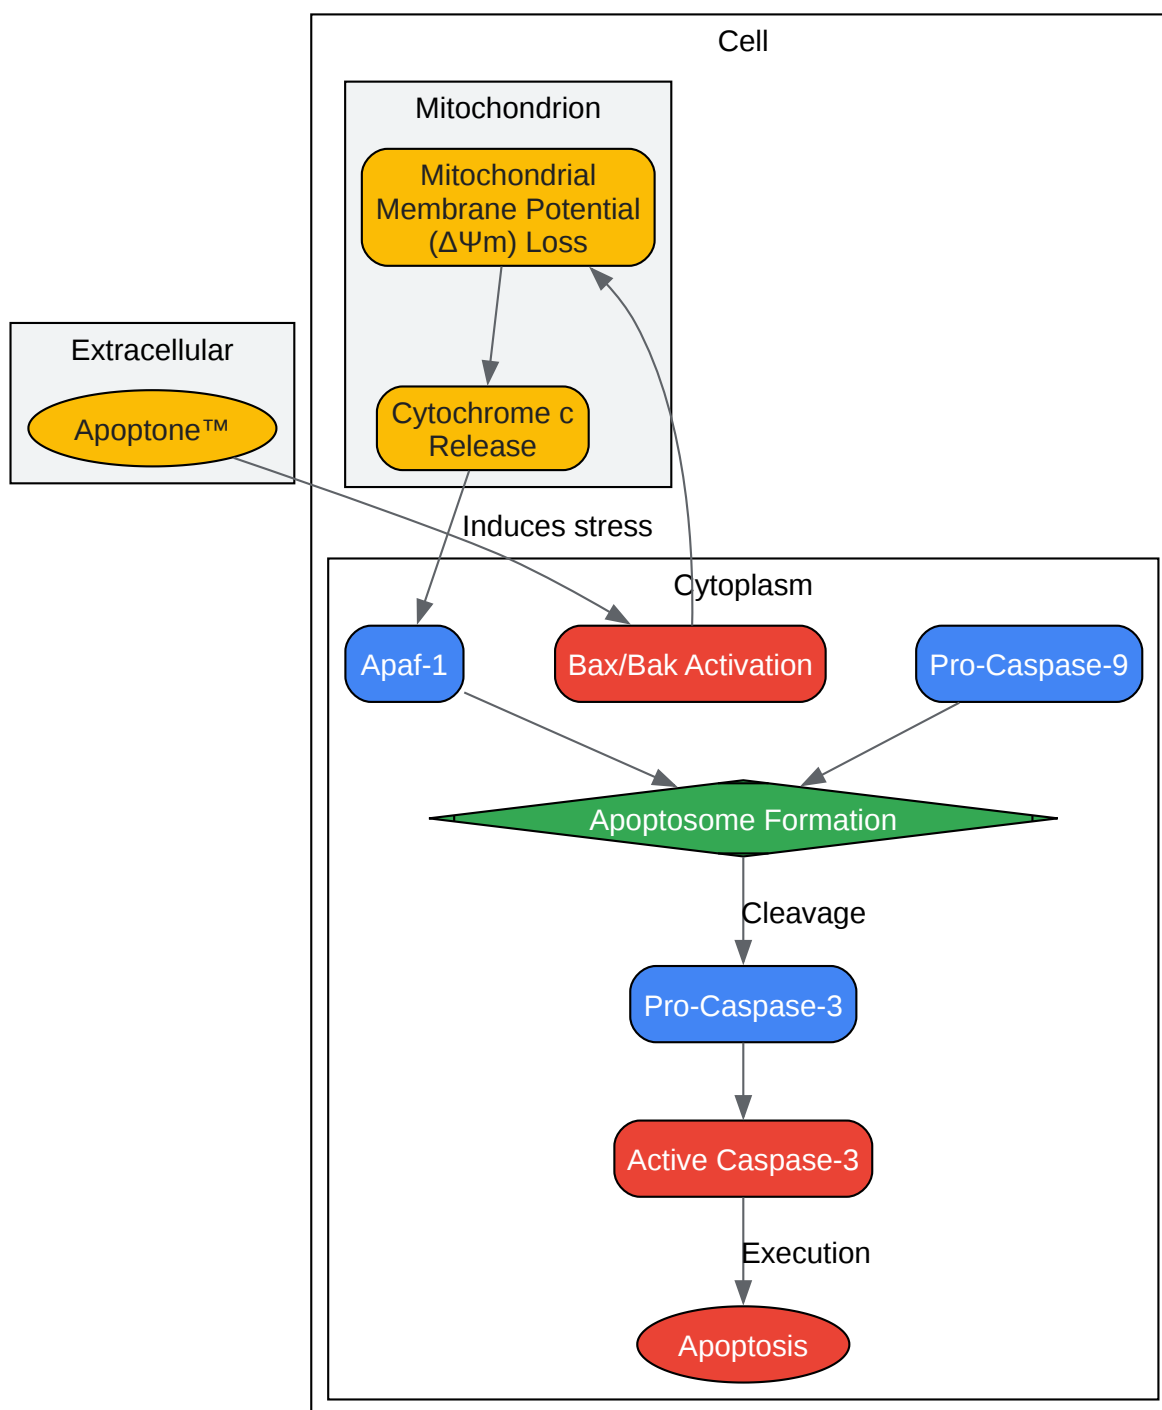 Cell
Mitochondrion
Mitochondrial
Membrane Potential
(ΔΨm) Loss
Extracellular
Apoptone™
Cytochrome c
Release
Induces stress
Cytoplasm
Apaf-1
Bax/Bak Activation
Pro-Caspase-9
Apoptosome Formation
Cleavage
Pro-Caspase-3
Active Caspase-3
Execution
Apoptosis